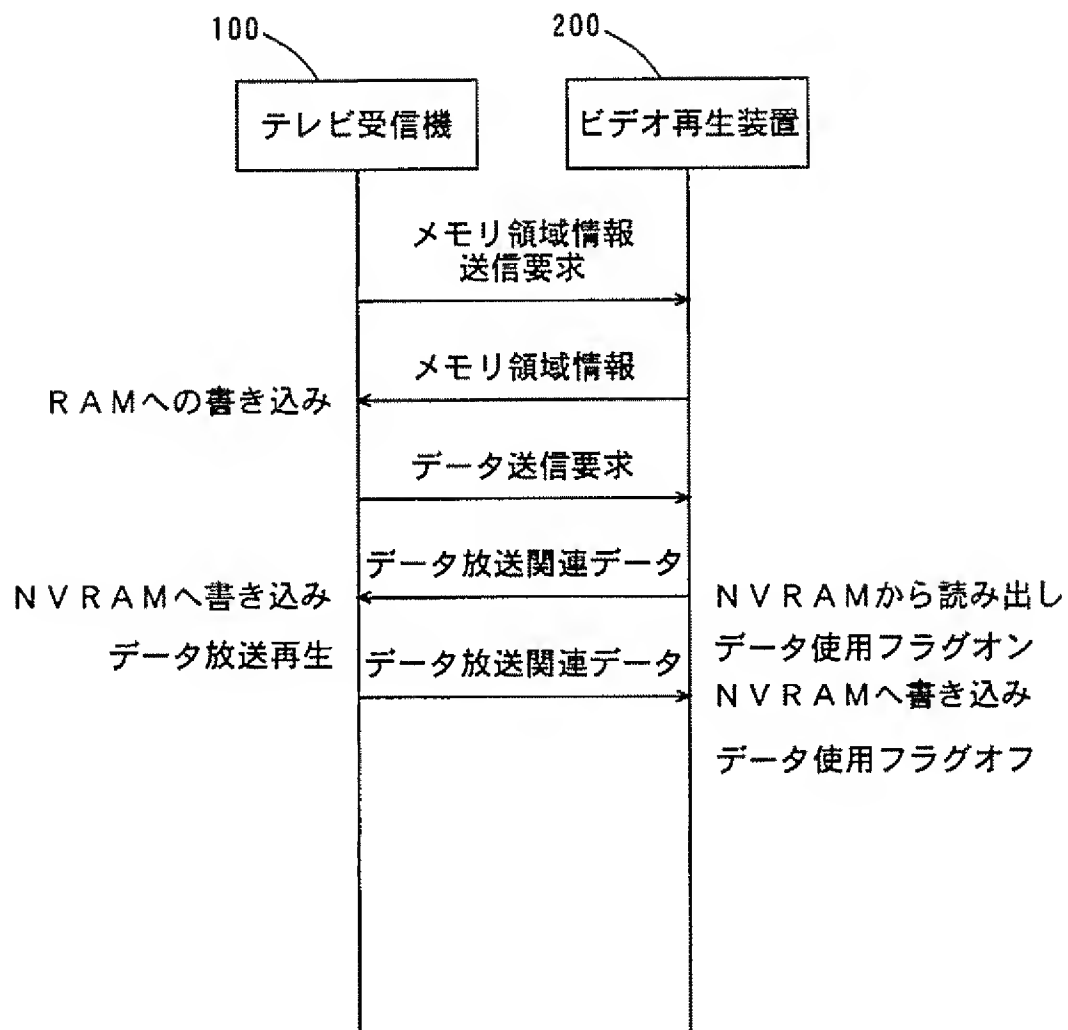 100
200
テレビ受信機
ビデオ再生装置
メモリ領域情報
送信要求
メモリ領域情報
RAMへの書き込み
データ送信要求
データ放送関連データ
NVRAMへ書き込み
NVRAMから読み出し
データ放送再生
データ使用フラグオン
データ放送関連データ
NVRAMへ書き込み
データ使用フラグオフ